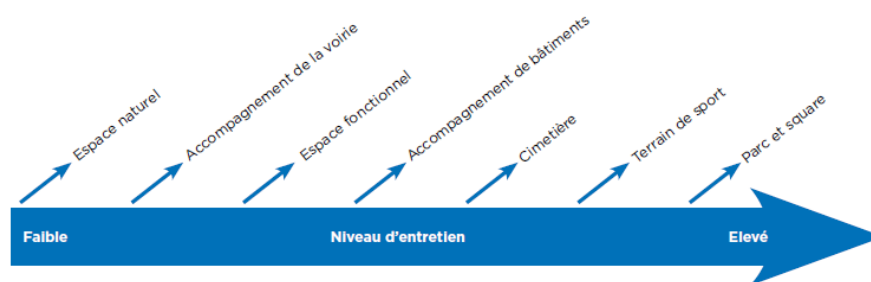 Espace naturel
Accompagnement de la voirie
Espace fonctionnel
Accompagnement de bâtiments
Cimetière
Terrain de sport
Parc et square
Faible
Niveau d'entretien
Elevé